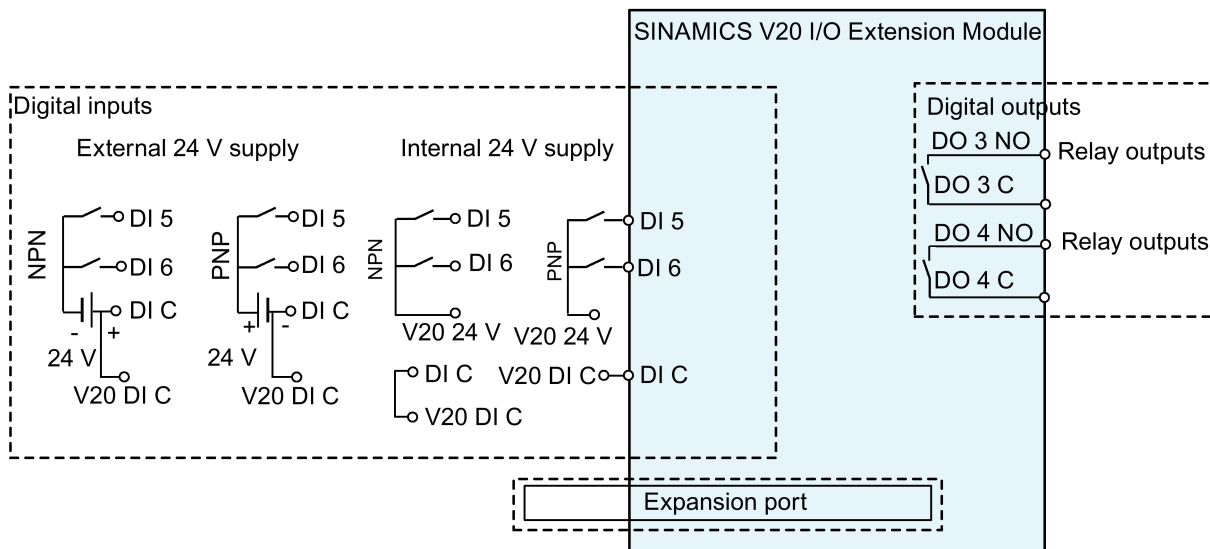 SINAMICS V20 I/O Extension Module
Digital inputs
External 24 V supply
Internal 24 V supply
NPN
DI 5
DI 6
DI C
-
+
24 V
V20 DI C
PNP
DI 5
DI 6
DI C
+
-
24 V
V20 DI C
NPN
DI 5
DI 6
V20 24 V
DI C
V20 DI C
PNP
DI 5
DI 6
V20 24 V
V20 DI C
DI C
Digital outputs
DO 3 NO
Relay outputs
DO 3 C
DO 4 NO
Relay outputs
DO 4 C
Expansion port